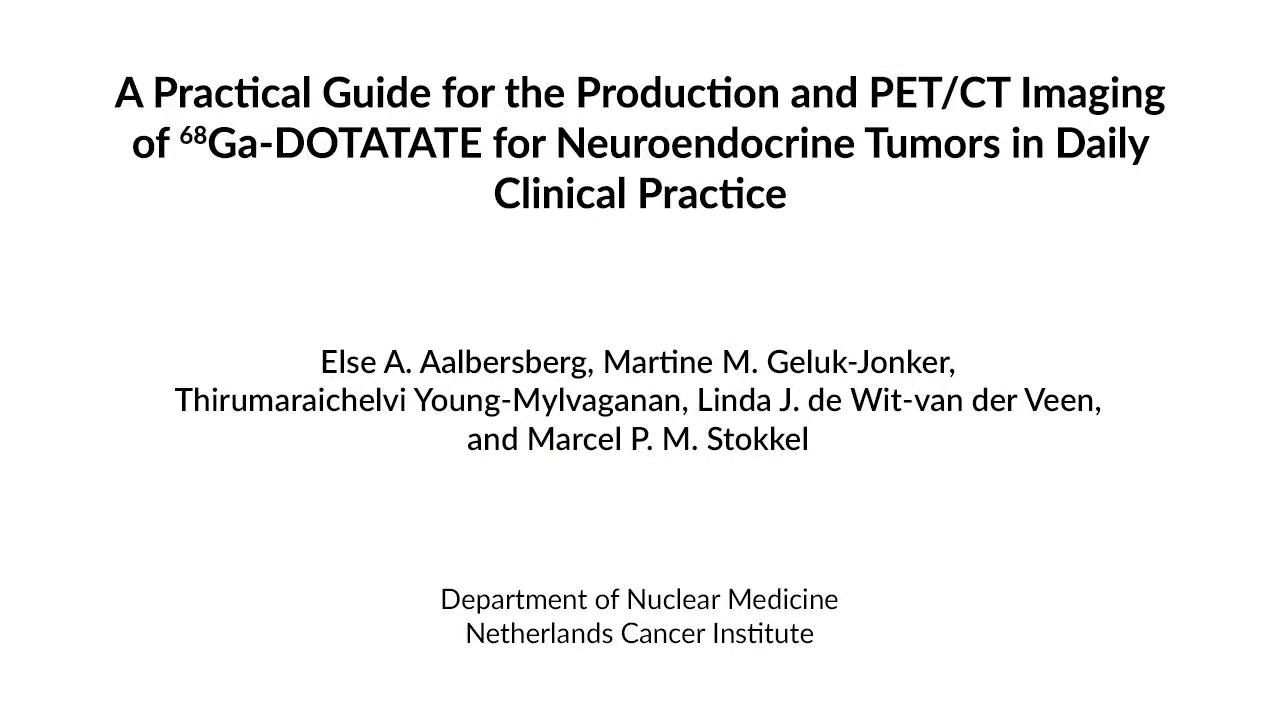 A Practical Guide for the Production and PET/CT Imaging
of ⁶⁸Ga-DOTATATE for Neuroendocrine Tumors in Daily
Clinical Practice
Else A. Aalbersberg, Martine M. Geluk-Jonker,
Thirumaraichelvi Young-Mylvaganan, Linda J. de Wit-van der Veen,
and Marcel P. M. Stokkel
Department of Nuclear Medicine
Netherlands Cancer Institute